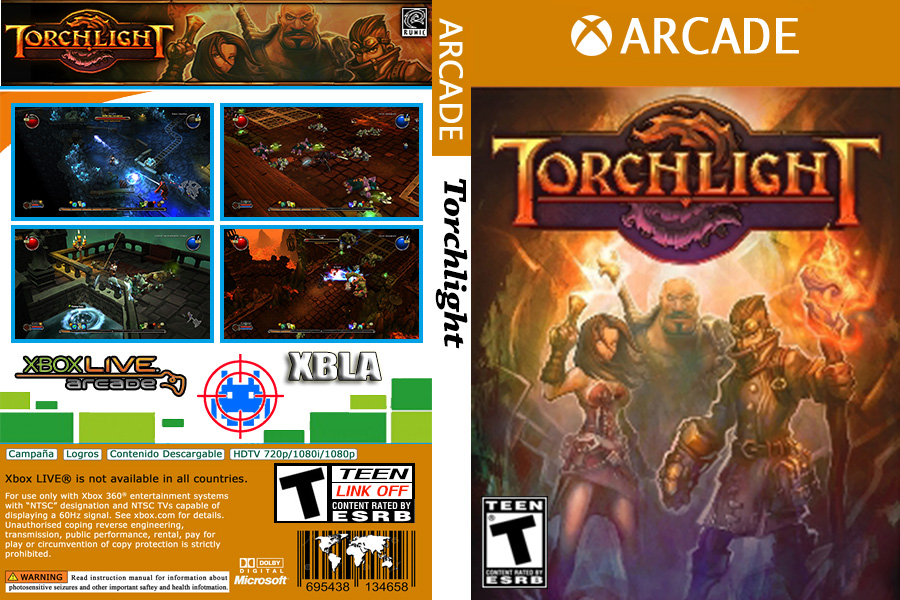 TORCHLIGHT
RUNIC
XBOX LIVE
arcade
XBLA
Campaña
Logros
Contenido Descargable
HDTV 720p/1080i/1080p
Xbox LIVE® is not available in all countries.
For use only with Xbox 360® entertainment systems
with "NTSC" designation and NTSC TVs capable of
displaying a 60Hz signal. See xbox.com for details.
Unauthorised coping reverse engineering,
transmission, public performance, rental, pay for
play or circumvention of copy protection is strictly
prohibited.
WARNING Read instruction manual for information about
photosensitive seizures and other important saftey and health infotmation.
T
TEEN
LINK OFF
CONTENT RATED BY
ESRB
DOLBY
DIGITAL
Microsoft
695438 134658
ARCADE
Torchlight
ARCADE
TORCHLIGHT
TEEN
T
CONTENT RATED BY
ESRB